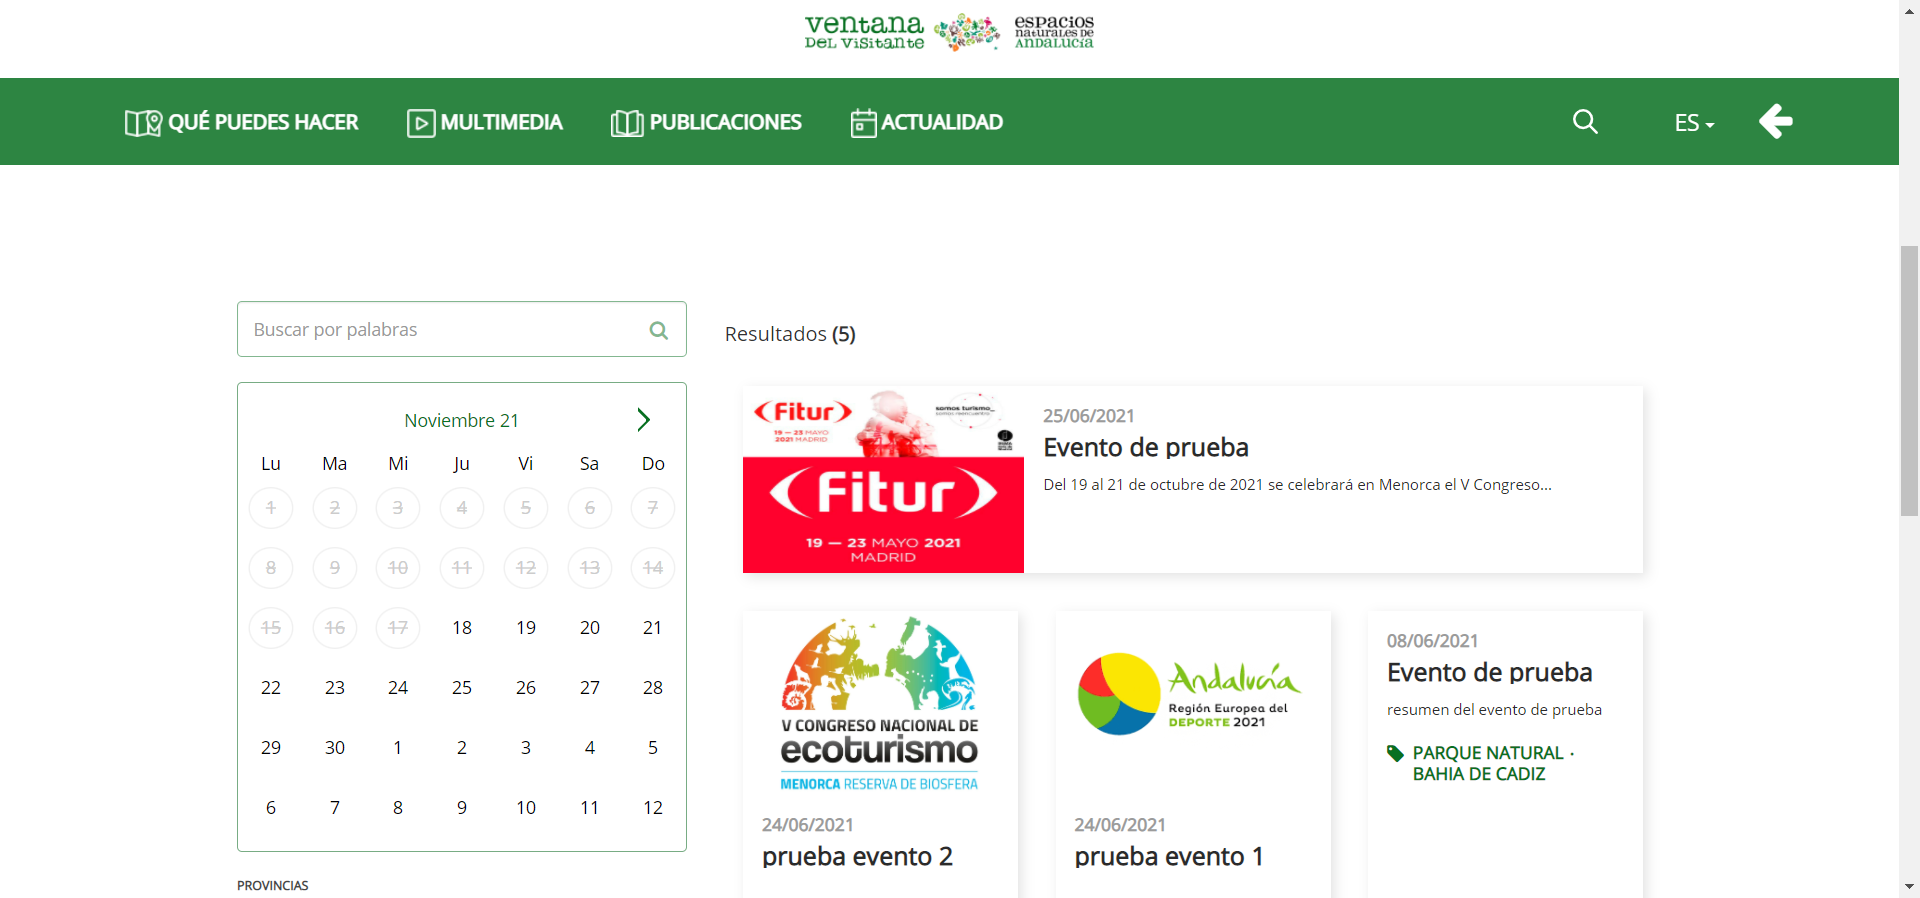 ventana
DEL VISITANTE
ESPACIOS
NATURALES DE
ANDALUCÍA
QUÉ PUEDES HACER
MULTIMEDIA
PUBLICACIONES
ACTUALIDAD
ES
Buscar por palabras
Resultados (5)
Noviembre 21
Lu Ma Mi Ju Vi Sa Do
1 2 3 4 5 6 7
8 9 10 11 12 13 14
15 16 17 18 19 20 21
22 23 24 25 26 27 28
29 30 1 2 3 4 5
6 7 8 9 10 11 12
PROVINCIAS
Fitur
19 — 23 MAYO
2021 MADRID
somos turismo_
Fitur
19 — 23 MAYO 2021
MADRID
25/06/2021
Evento de prueba
Del 19 al 21 de octubre de 2021 se celebrará en Menorca el V Congreso...
V CONGRESO NACIONAL DE
ecoturismo
MENORCA RESERVA DE BIOSFERA
24/06/2021
prueba evento 2
Andalucía
Región Europea del
DEPORTE 2021
24/06/2021
prueba evento 1
08/06/2021
Evento de prueba
resumen del evento de prueba
PARQUE NATURAL ·
BAHIA DE CADIZ